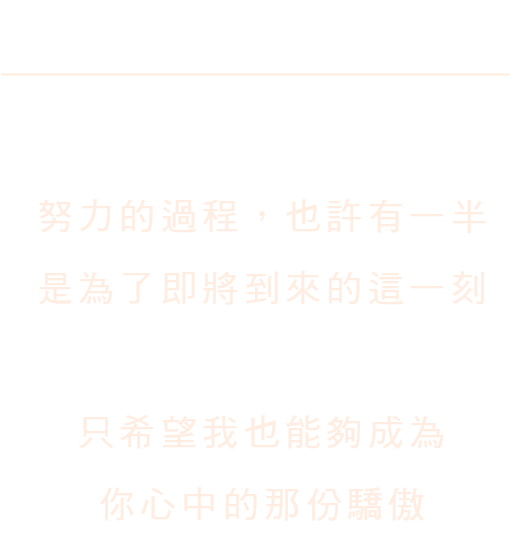 努力的過程，也許有一半
是為了即將到來的這一刻
只希望我也能夠成為
你心中的那份驕傲